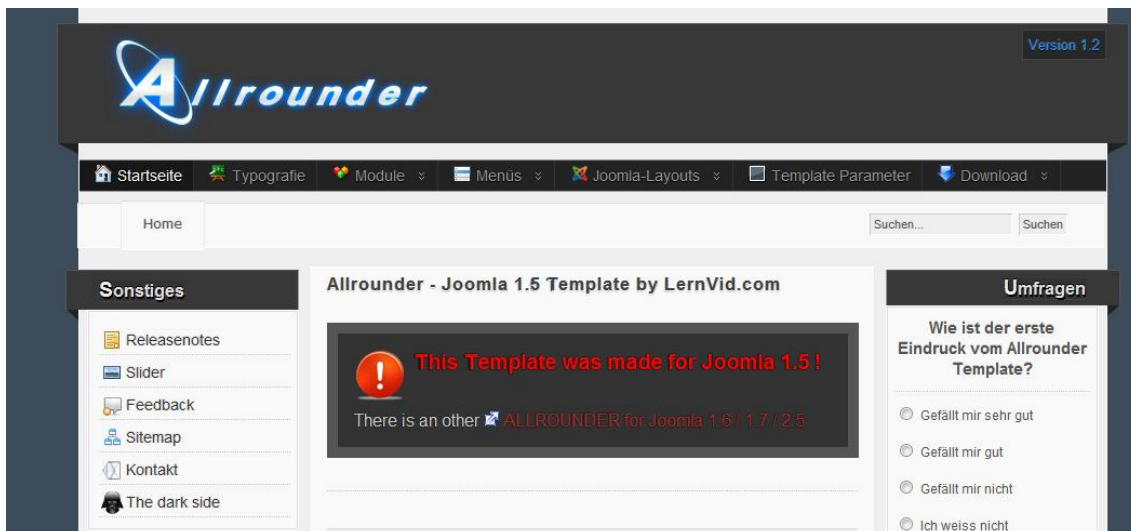 Version 1.2
Allrounder
Startseite Typografie Module Menüs Joomla-Layouts Template Parameter Download
Home
Suchen... Suchen
Sonstiges
Releasenotes
Slider
Feedback
Sitemap
Kontakt
The dark side
Allrounder - Joomla 1.5 Template by LernVid.com
This Template was made for Joomla 1.5 !
There is an other ALLROUNDER for Joomla 1.6 / 1.7 / 2.5
Umfragen
Wie ist der erste
Eindruck vom Allrounder
Template?
Gefällt mir sehr gut
Gefällt mir gut
Gefällt mir nicht
Ich weiss nicht